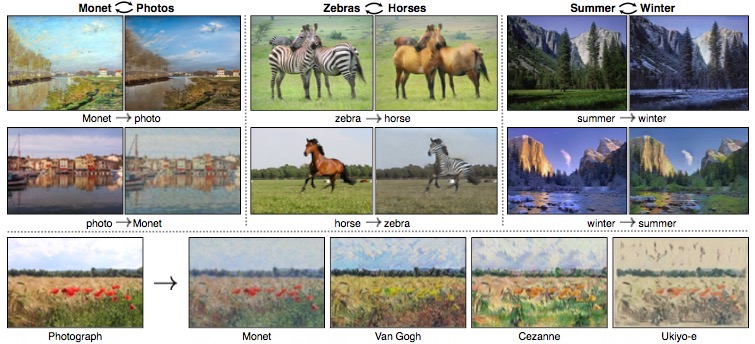 Monet ⟳ Photos
Zebras ⟳ Horses
Summer ⟳ Winter
Monet → photo
zebra → horse
summer → winter
photo → Monet
horse → zebra
winter → summer
Photograph
Monet
Van Gogh
Cezanne
Ukiyo-e